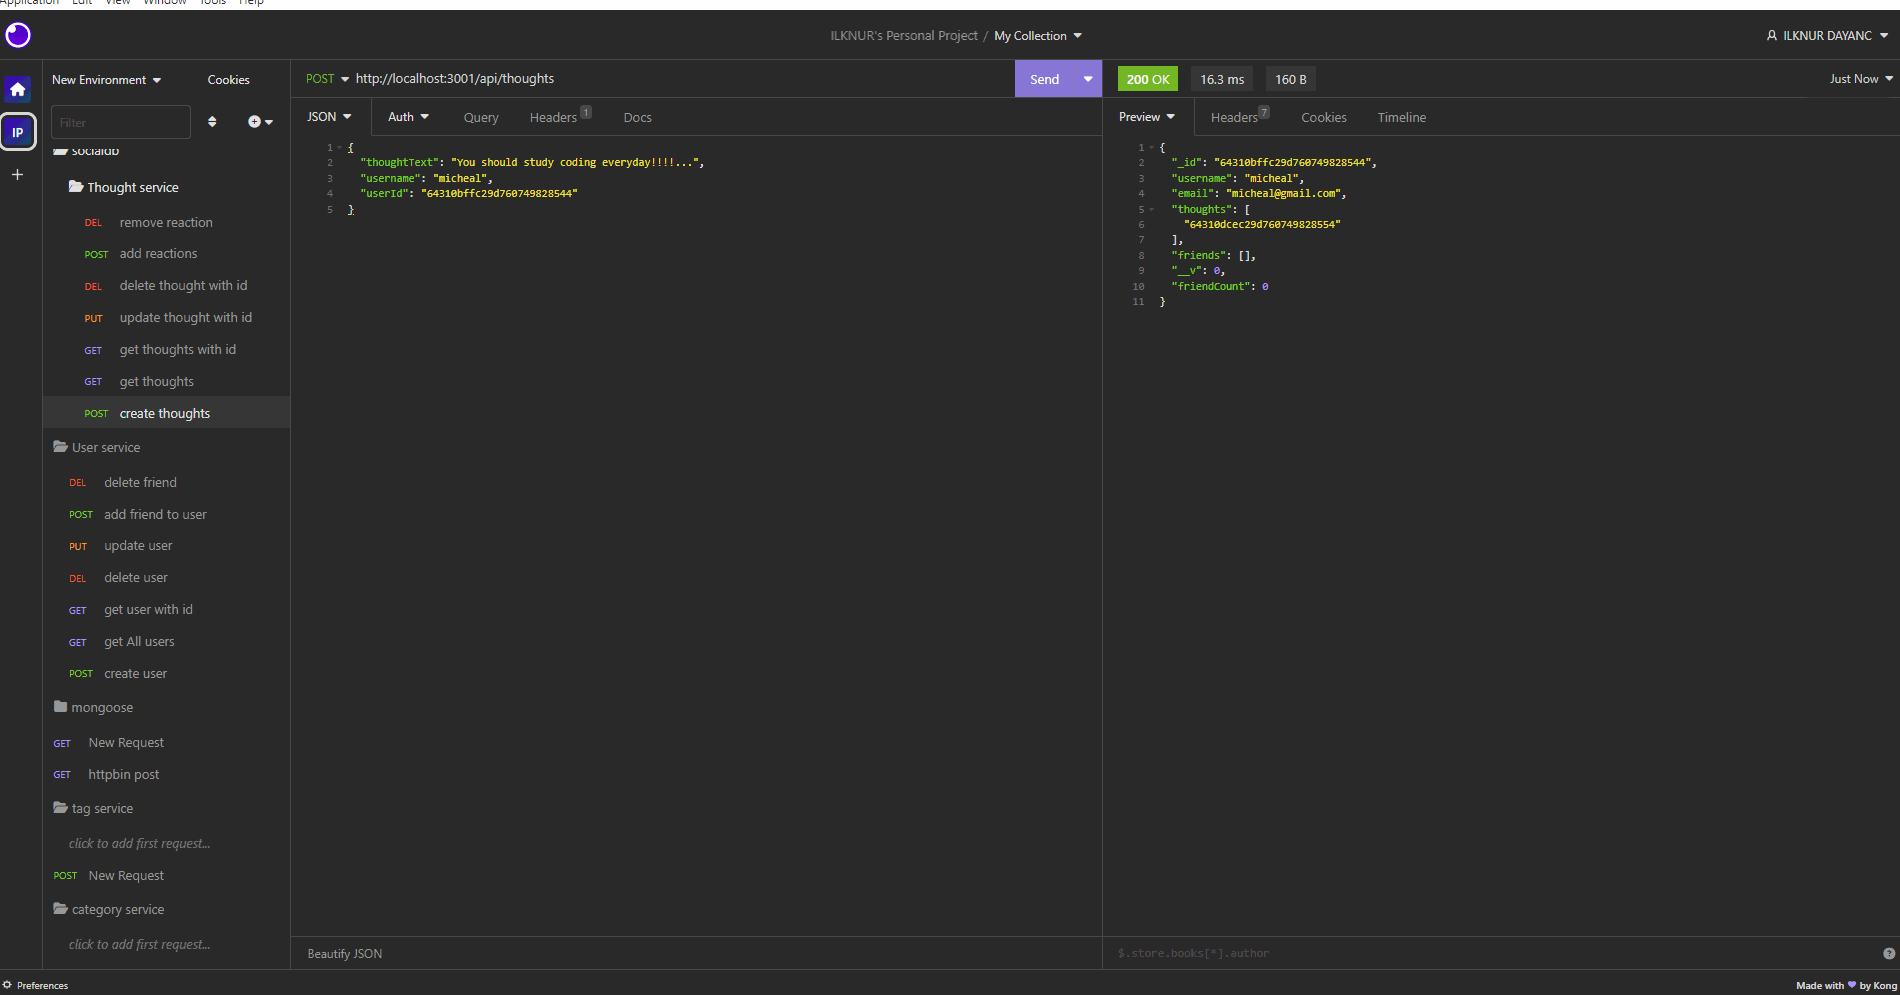 Application Edit View Window Tools Help
ILKNUR's Personal Project / My Collection
ILKNUR DAYANC
New Environment
Cookies
POST http://localhost:3001/api/thoughts
Send
200 OK
16.3 ms
160 B
Just Now
IP
Filter
JSON
Auth
Query
Headers 1
Docs
Preview
Headers 7
Cookies
Timeline
socialdb
Thought service
DEL remove reaction
POST add reactions
DEL delete thought with id
PUT update thought with id
GET get thoughts with id
GET get thoughts
POST create thoughts
User service
DEL delete friend
POST add friend to user
PUT update user
DEL delete user
GET get user with id
GET get All users
POST create user
mongoose
GET New Request
GET httpbin post
tag service
click to add first request...
POST New Request
category service
click to add first request...
1 {
2 "thoughtText": "You should study coding everyday!!!!...",
3 "username": "micheal",
4 "userId": "64310bffc29d760749828544"
5 }
1 {
2 "_id": "64310bffc29d760749828544",
3 "username": "micheal",
4 "email": "micheal@gmail.com",
5 "thoughts": [
6 "64310dcec29d760749828554"
7 ],
8 "friends": [],
9 "__v": 0,
10 "friendCount": 0
11 }
Beautify JSON
$.store.books[*].author
Preferences
Made with ♥ by Kong